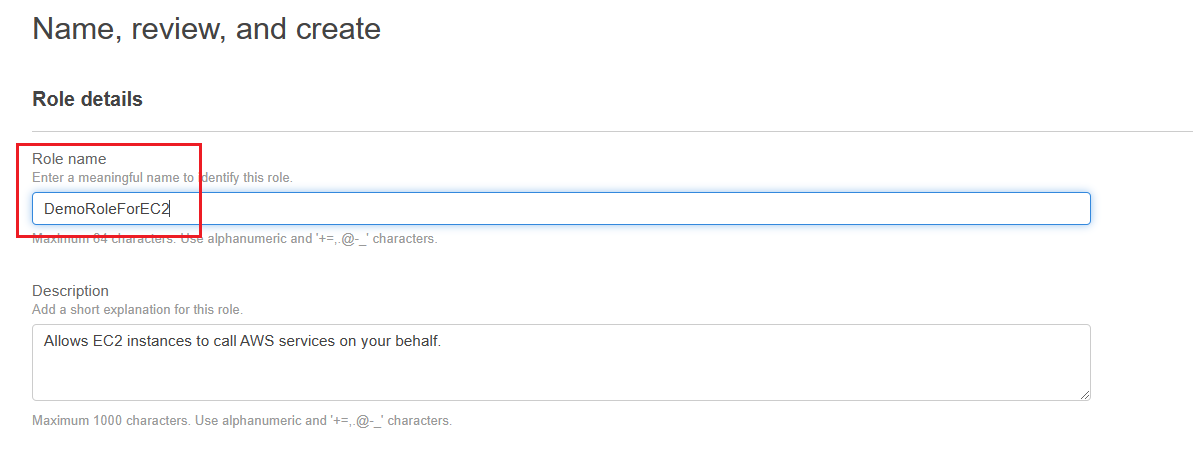 Name, review, and create
Role details
Role name
Enter a meaningful name to identify this role.
DemoRoleForEC2
Maximum 64 characters. Use alphanumeric and '+=,.@-_' characters.
Description
Add a short explanation for this role.
Allows EC2 instances to call AWS services on your behalf.
Maximum 1000 characters. Use alphanumeric and '+=,.@-_' characters.